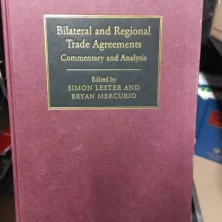 Bilateral and Regional
Trade Agreements
Commentary and Analysis
Edited by
SIMON LESTER AND
BRYAN MERCURIO